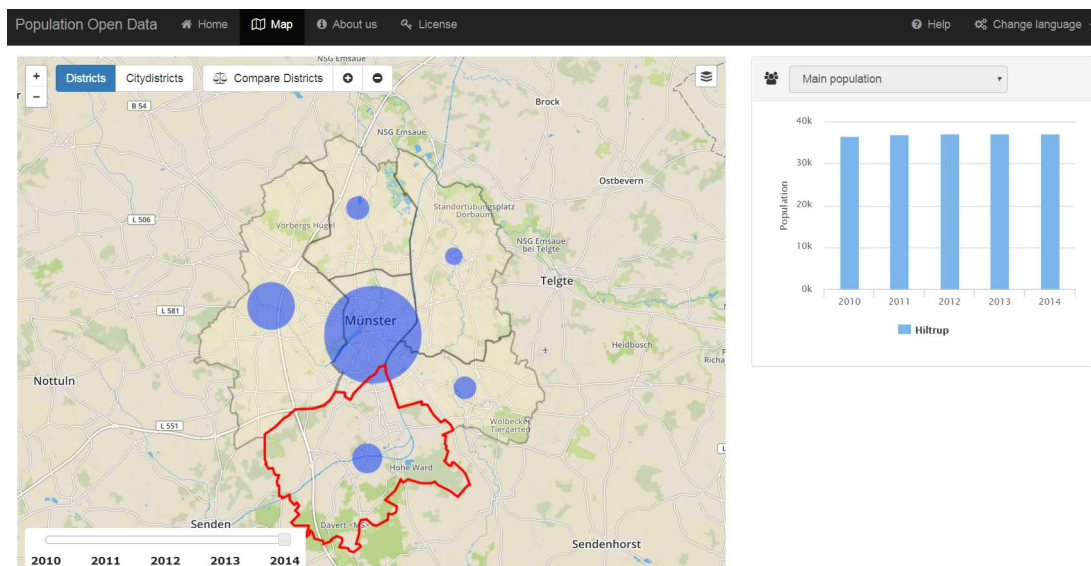 Population Open Data Home Map About us License Help Change language
NSG Emsaue
+ Districts Citydistricts Compare Districts
−
B 54
Brock
NSG Emsaue
Ostbevern
Standortübungsplatz
Dorbaum
L 506
Vorbergs Hügel
NSG Emsaue
bei Telgte
Telgte
L 581
Münster
Heidbusch
Richa
Nottuln
Wolbecker
Tiergarten
L 551
Hohe Ward
Senden
Davert <MS>
Sendenhorst
2010 2011 2012 2013 2014
Main population
40k
30k
20k
10k
0k
Population
2010 2011 2012 2013 2014
Hiltrup